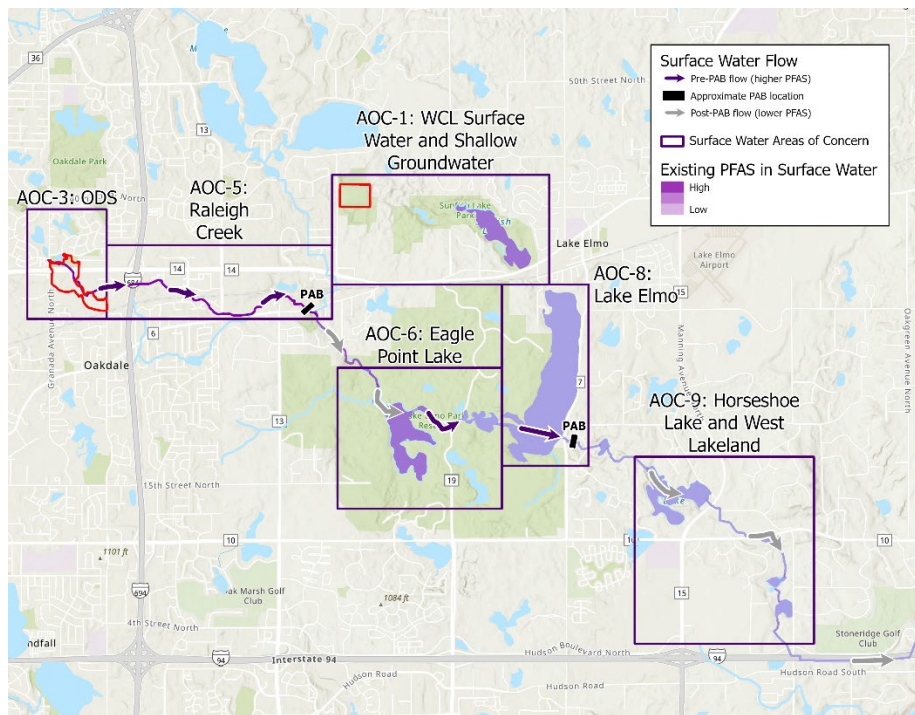 36
50th Street North
Surface Water Flow
Pre-PAB flow (higher PFAS)
Approximate PAB location
Post-PAB flow (lower PFAS)
Surface Water Areas of Concern
Existing PFAS in Surface Water
High
Low
13
Oakdale Park
AOC-1: WCL Surface
Water and Shallow
Groundwater
AOC-3: ODS
AOC-5:
Raleigh
Creek
Lake Elmo
Lake Elmo
Airport
15
14
14
694
PAB
AOC-8:
Lake Elmo
6
Granada Avenue North
Oakdale
AOC-6: Eagle
Point Lake
7
Manning Avenue North
Oakgreen Avenue North
AOC-9: Horseshoe
Lake and West
Lakeland
13
PAB
19
15th Street North
10
10
10
1101 ft
694
Oak Marsh Golf
Club
1084 ft
15
4th Street North
Stoneridge Golf
Club
ndfall
94
Interstate 94
Hudson Boulevard North
94
Hudson Road South
Hudson Road
Hudson Road